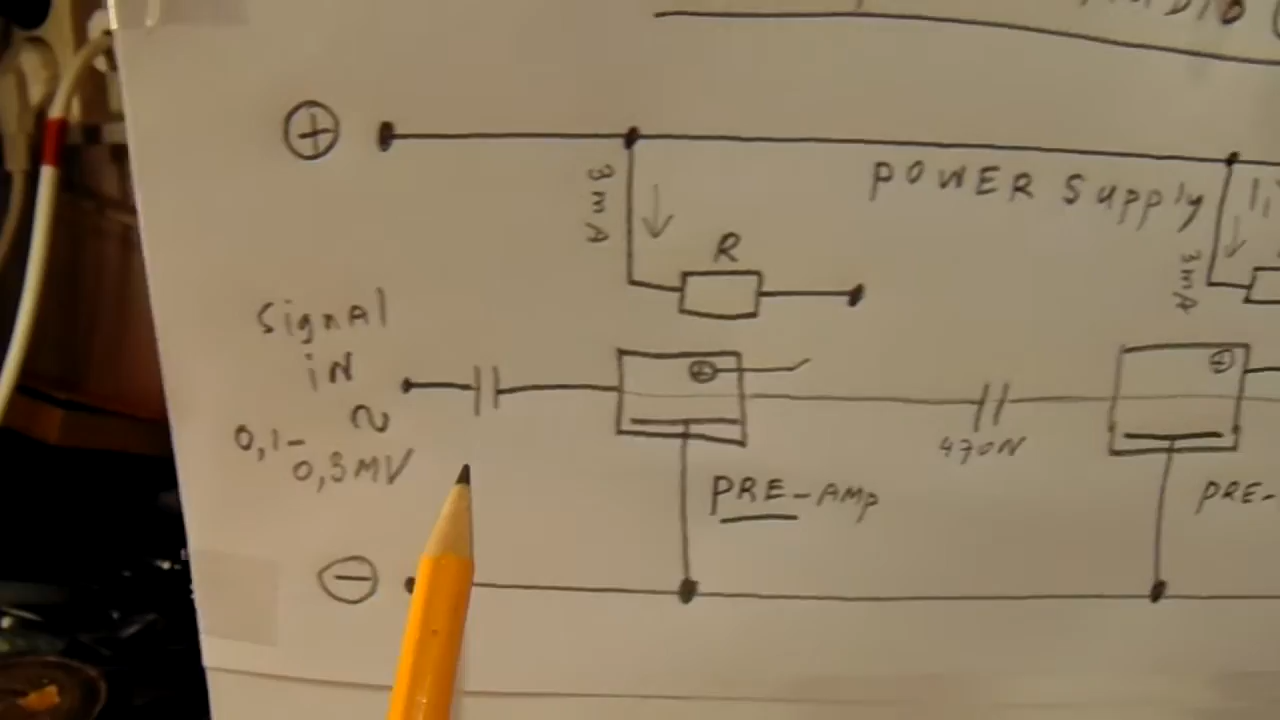 +
POWER Supply
3mA
R
3mA
SignAl
iN
~
0,1-
0,3MV
+
+
470N
PRE-AMP
PRE-
-